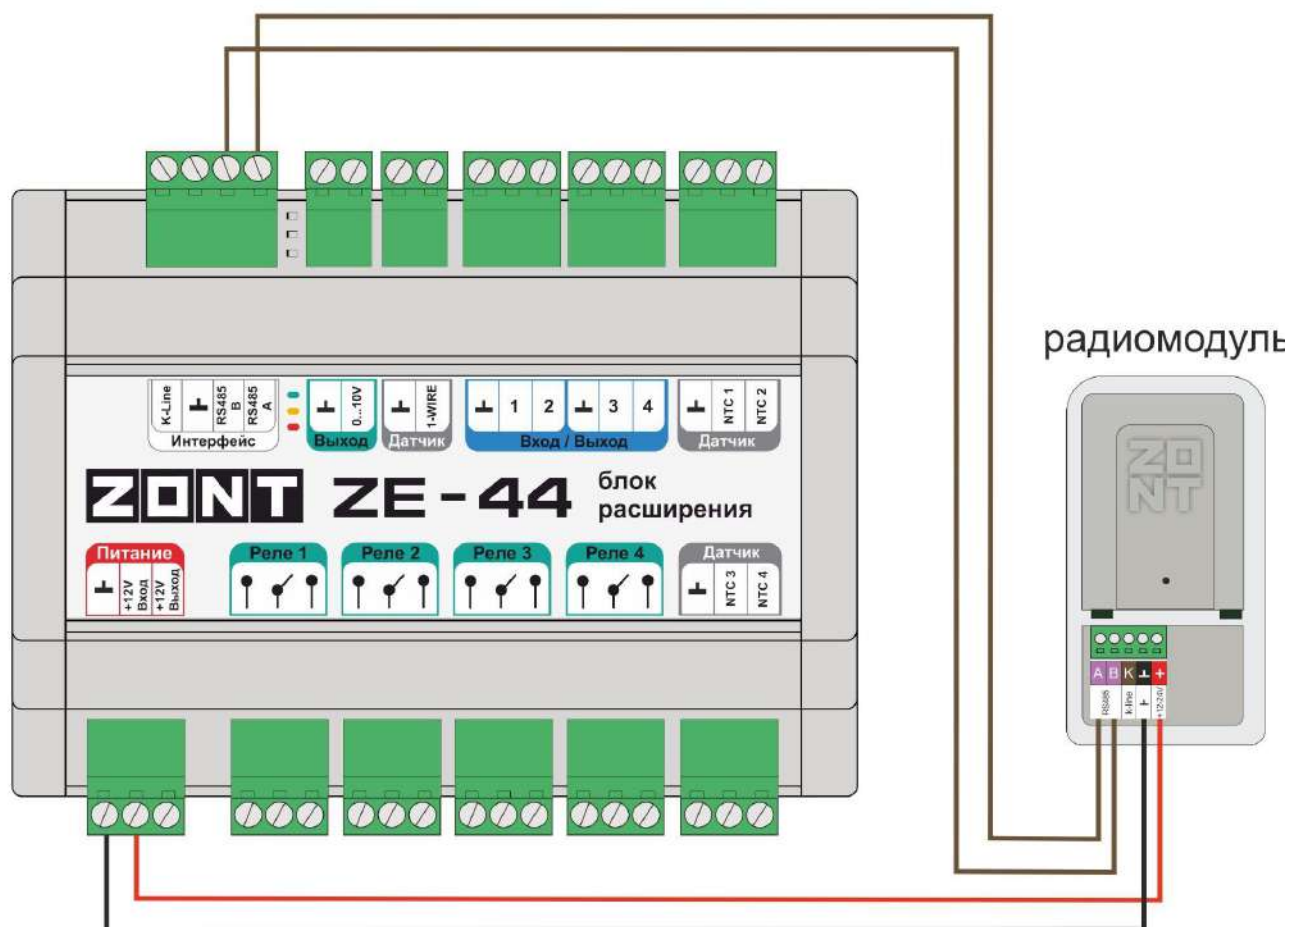 радиомодуль
K-Line
RS485
B
RS485
A
Интерфейс
0...10V
Выход
1-WIRE
Датчик
1
2
3
4
Вход / Выход
NTC 1
NTC 2
Датчик
ZONT ZE-44
блок
расширения
Питание
+12V
Вход
+12V
Выход
Реле 1
Реле 2
Реле 3
Реле 4
Датчик
NTC 3
NTC 4
ZO
NT
A B K +
RS485
k-line
+12-24V